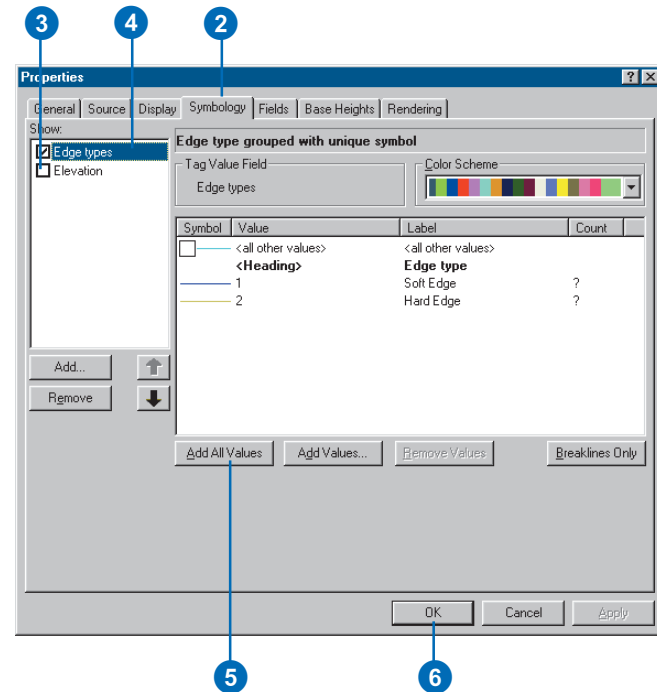 3 4 2
Properties
General Source Display Symbology Fields Base Heights Rendering
Show:
Edge types
Elevation
Edge type grouped with unique symbol
Tag Value Field
Edge types
Color Scheme
Symbol Value Label Count
<all other values> <all other values>
<Heading> Edge type
1 Soft Edge ?
2 Hard Edge ?
Add...
Remove
Add All Values Add Values... Remove Values Breaklines Only
OK Cancel Apply
5 6